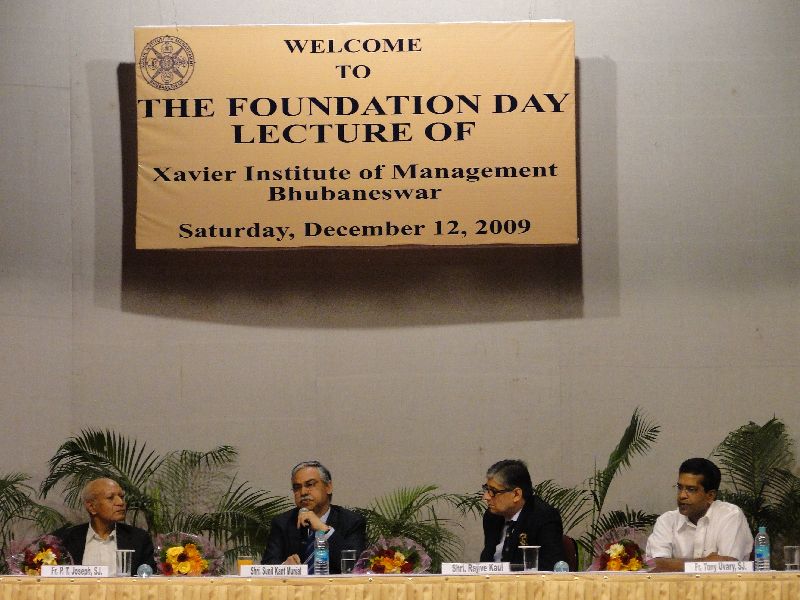 WELCOME
TO
THE FOUNDATION DAY
LECTURE OF
Xavier Institute of Management
Bhubaneswar
Saturday, December 12, 2009
Fr. P. T. Joseph, SJ.
Shri. Sunil Kant Munjal
Shri. Rajive Kaul
Fr. Tony Uvary, SJ.